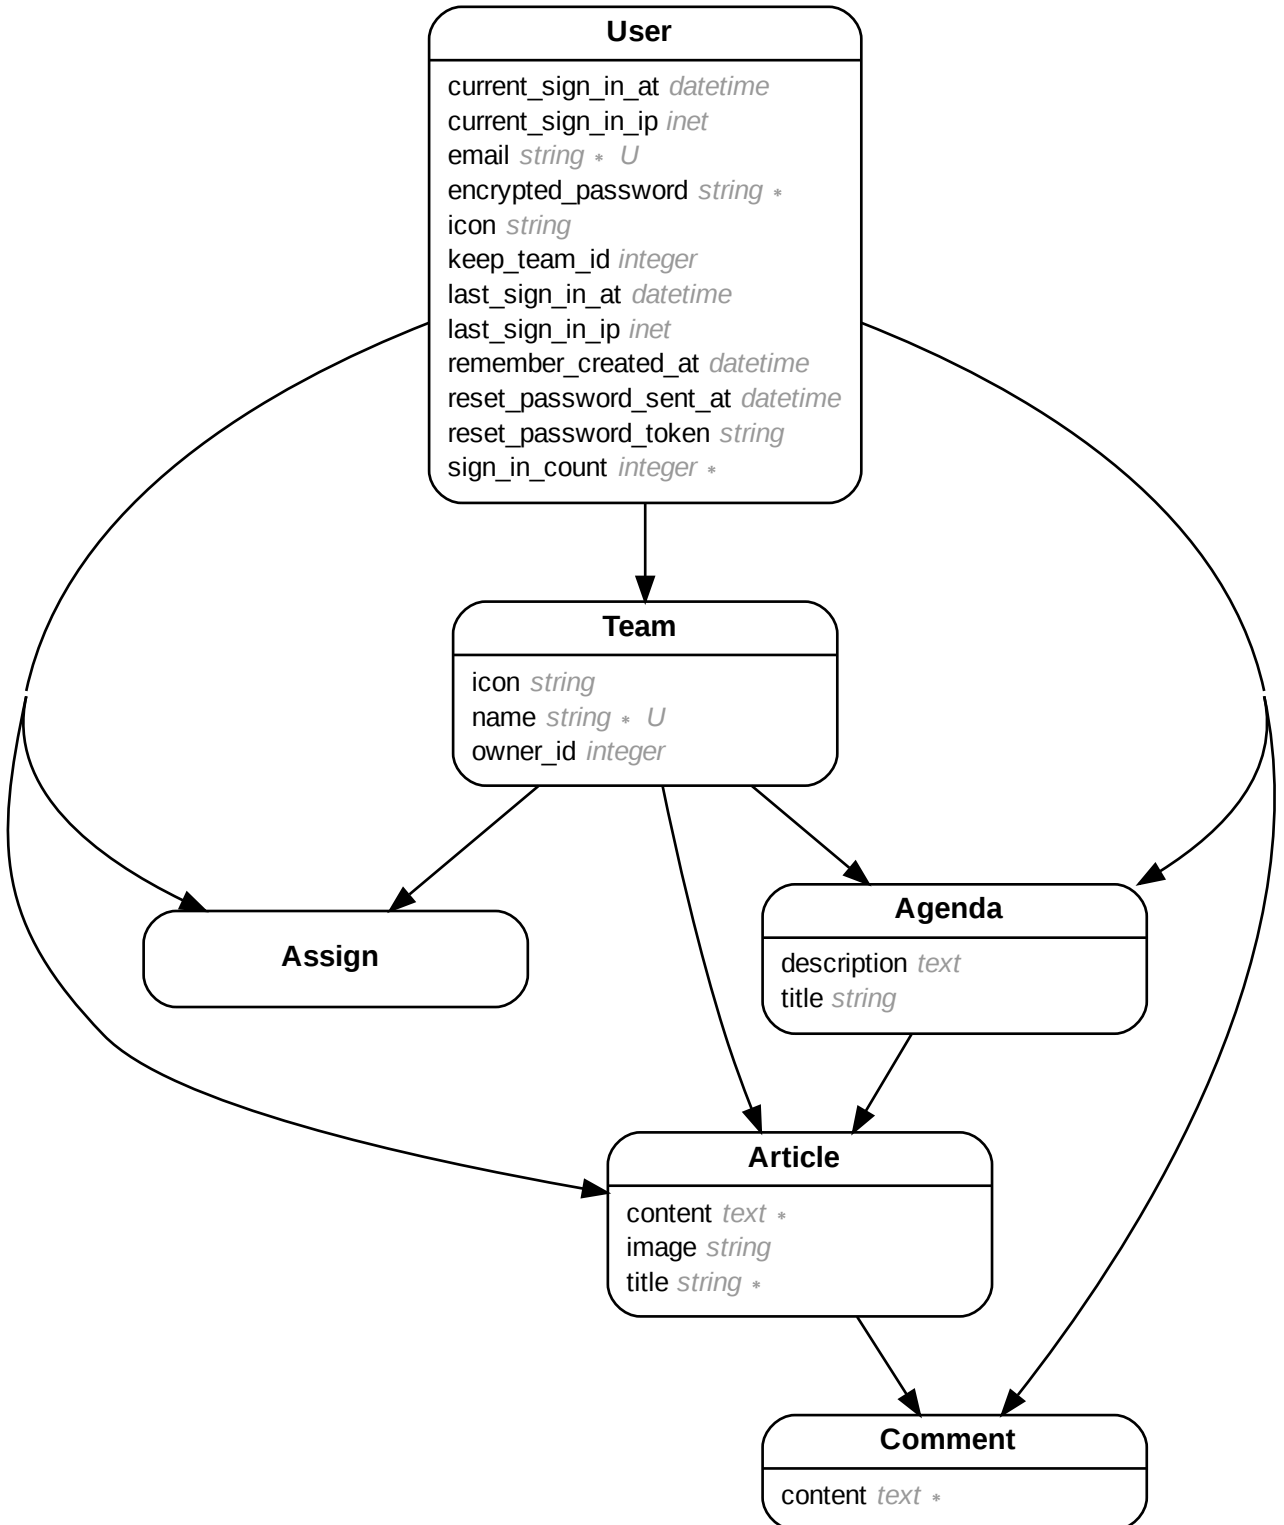 User
current_sign_in_at datetime
current_sign_in_ip inet
email string * U
encrypted_password string *
icon string
keep_team_id integer
last_sign_in_at datetime
last_sign_in_ip inet
remember_created_at datetime
reset_password_sent_at datetime
reset_password_token string
sign_in_count integer *
Team
icon string
name string * U
owner_id integer
Assign
Agenda
description text
title string
Article
content text *
image string
title string *
Comment
content text *